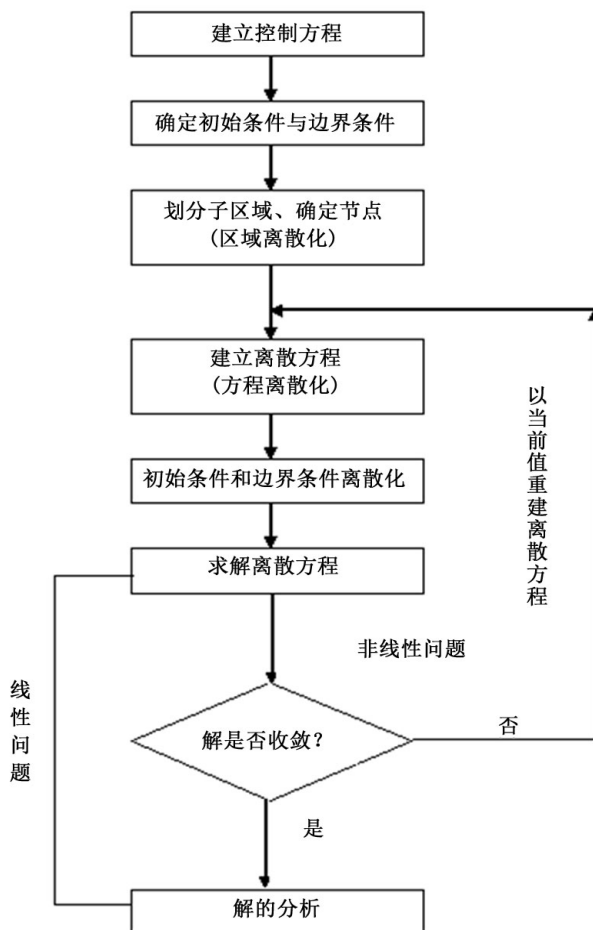 建立控制方程
确定初始条件与边界条件
划分子区域、确定节点
(区域离散化)
建立离散方程
(方程离散化)
以当前值重建离散方程
初始条件和边界条件离散化
求解离散方程
非线性问题
线性问题
解是否收敛？
否
是
解的分析